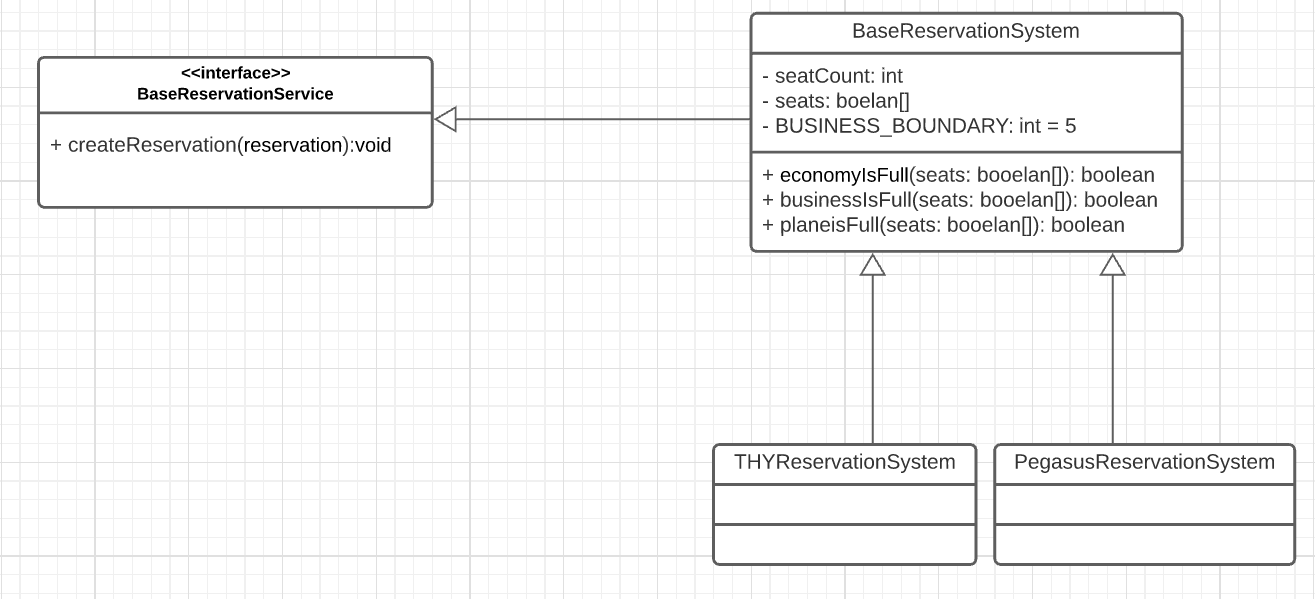 <<interface>>
BaseReservationService
+ createReservation(reservation):void
BaseReservationSystem
- seatCount: int
- seats: boelan[]
- BUSINESS_BOUNDARY: int = 5
+ economyIsFull(seats: booelan[]): boolean
+ businessIsFull(seats: booelan[]): boolean
+ planeisFull(seats: booelan[]): boolean
THYReservationSystem
PegasusReservationSystem